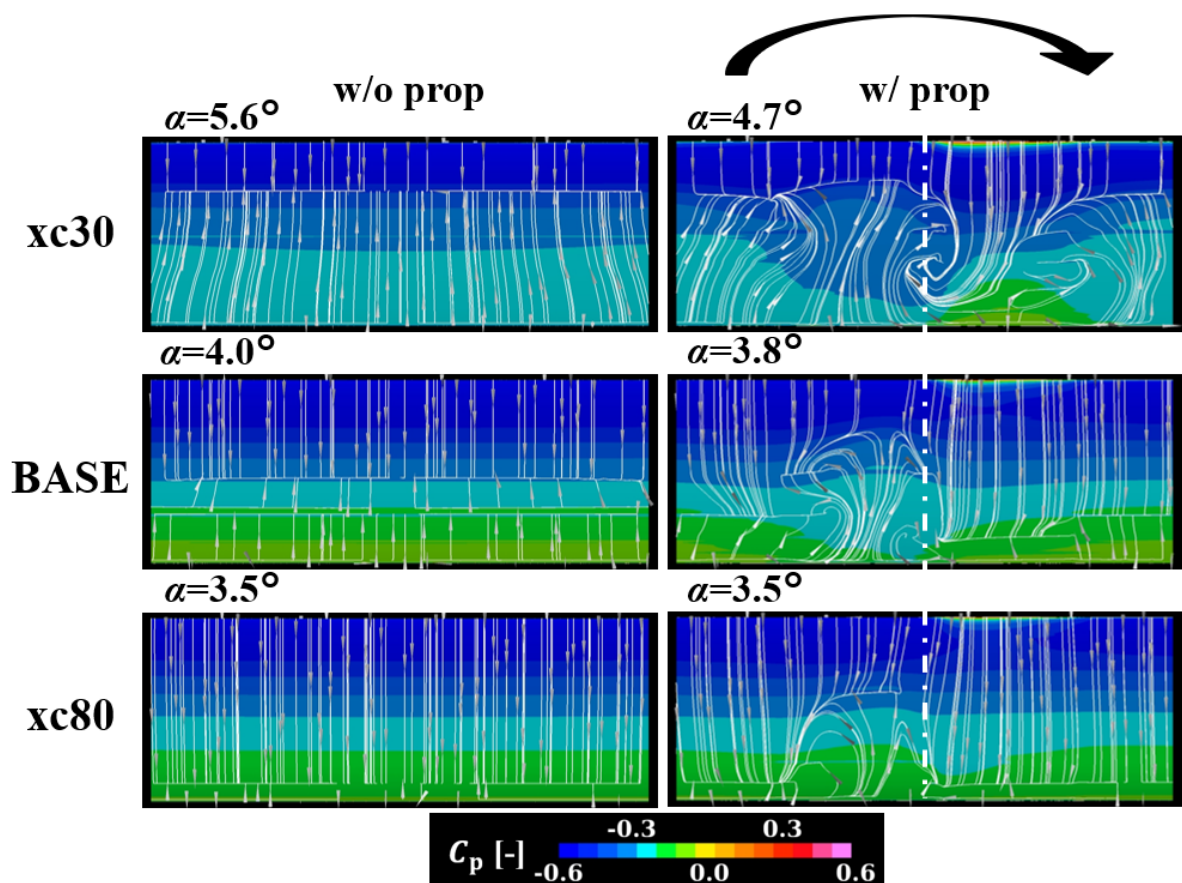 w/o prop
w/ prop
α=5.6°
α=4.7°
xc30
α=4.0°
α=3.8°
BASE
α=3.5°
α=3.5°
xc80
-0.3 0.3
Cp [-]
-0.6 0.0 0.6